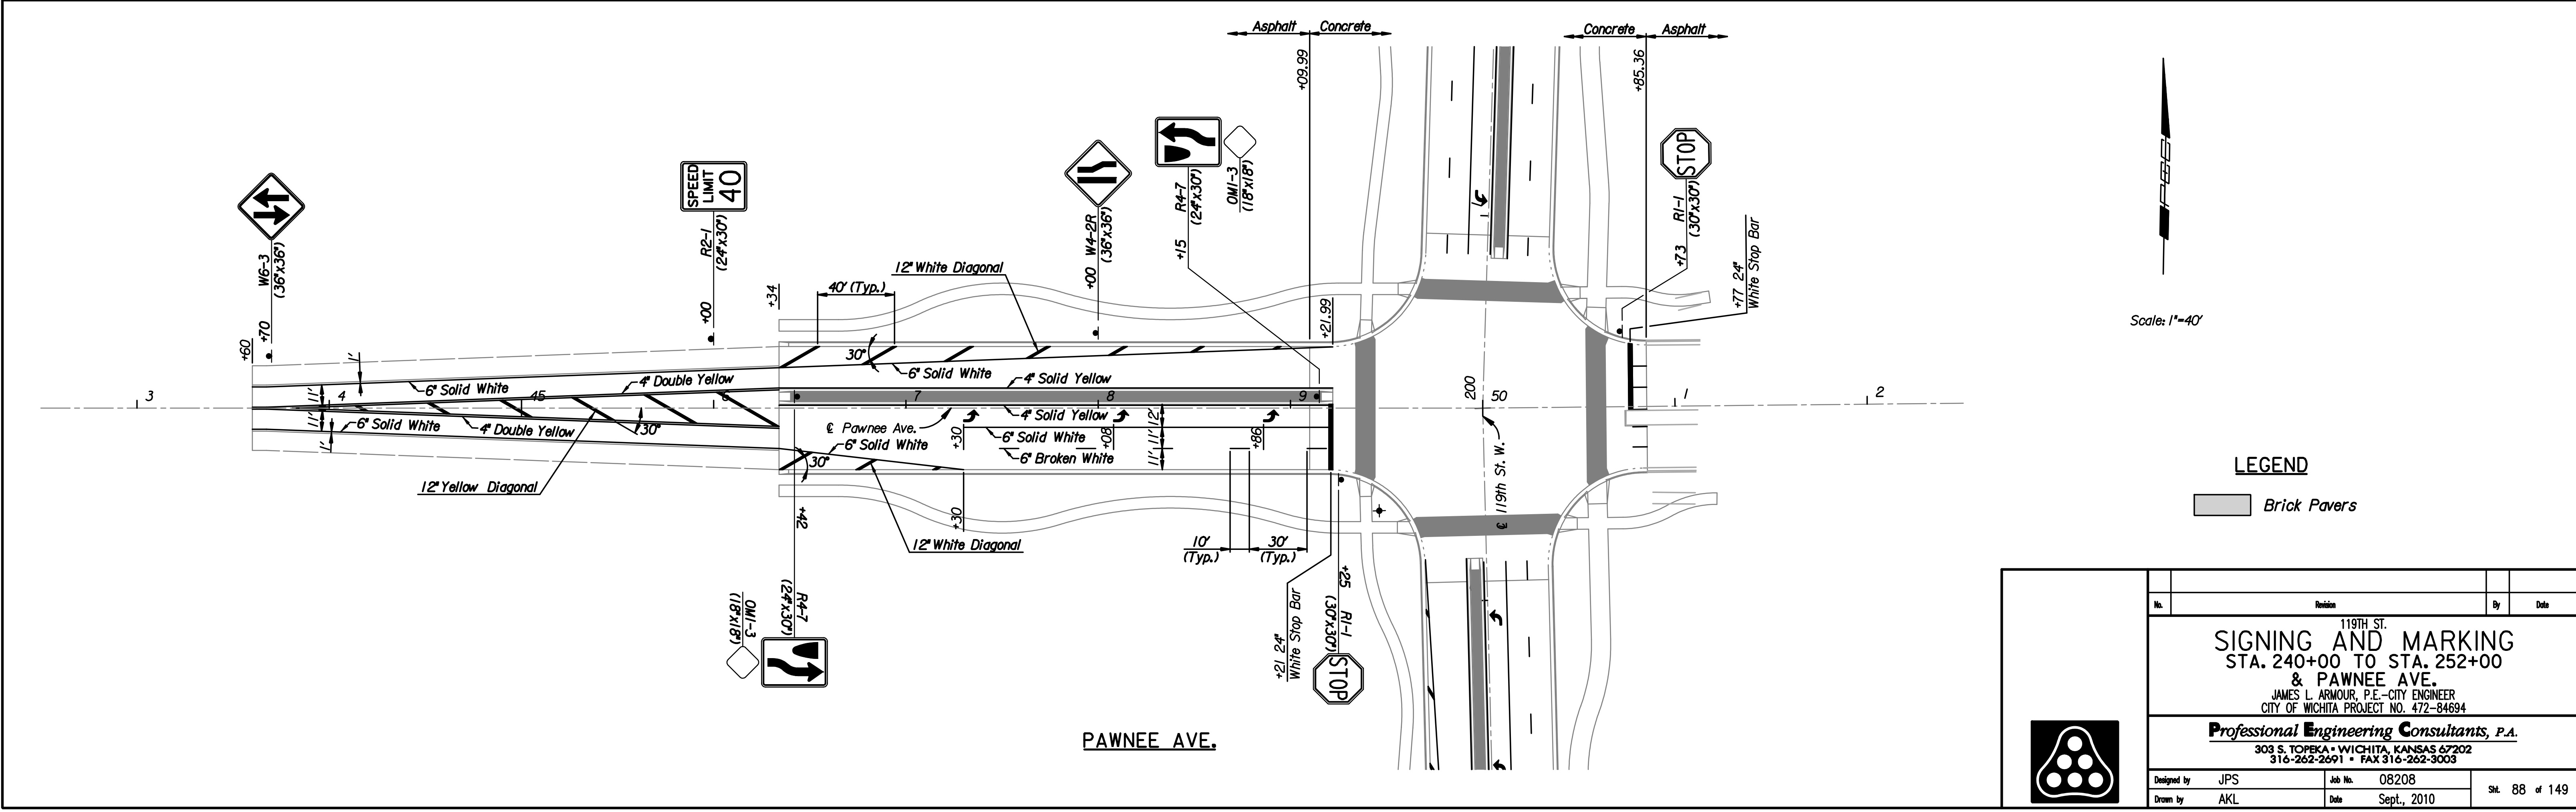 Asphalt
Concrete
Concrete
Asphalt
+09.99
+85.36
W6-3
(36"x36")
+70
+60
SPEED
LIMIT
40
R2-1
(24"x30")
+00
+34
40' (Typ.)
12" White Diagonal
+00 W4-2R
(36"x36")
R4-7
(24"x30")
+15
OM1-3
(18"x18")
+21.99
STOP
R1-1
(30"x30")
+73
+77 24"
White Stop Bar
Scale: 1"=40'
1'
11'
11'
1'
6" Solid White
4" Double Yellow
30°
6" Solid White
4" Solid Yellow
3
4
45
6
7
8
9
50
1
2
200
6" Solid White
4" Double Yellow
30°
12" Yellow Diagonal
℄ Pawnee Ave.
6" Solid White
4" Solid Yellow
+30
6" Solid White
+08
6" Broken White
12'
11'
11'
+86
30°
+42
+30
12" White Diagonal
10'
(Typ.)
30'
(Typ.)
℄ 119th St. W.
R4-7
(24"x30")
OM1-3
(18"x18")
+21 24"
White Stop Bar
+25 R1-1
(30"x30")
STOP
PAWNEE AVE.
LEGEND
Brick Pavers
No.
Revision
By
Date
119TH ST.
SIGNING AND MARKING
STA. 240+00 TO STA. 252+00
& PAWNEE AVE.
JAMES L. ARMOUR, P.E.-CITY ENGINEER
CITY OF WICHITA PROJECT NO. 472-84694
Professional Engineering Consultants, P.A.
303 S. TOPEKA • WICHITA, KANSAS 67202
316-262-2691 • FAX 316-262-3003
Designed by JPS Job No. 08208
Drawn by AKL Date Sept., 2010
Sht. 88 of 149